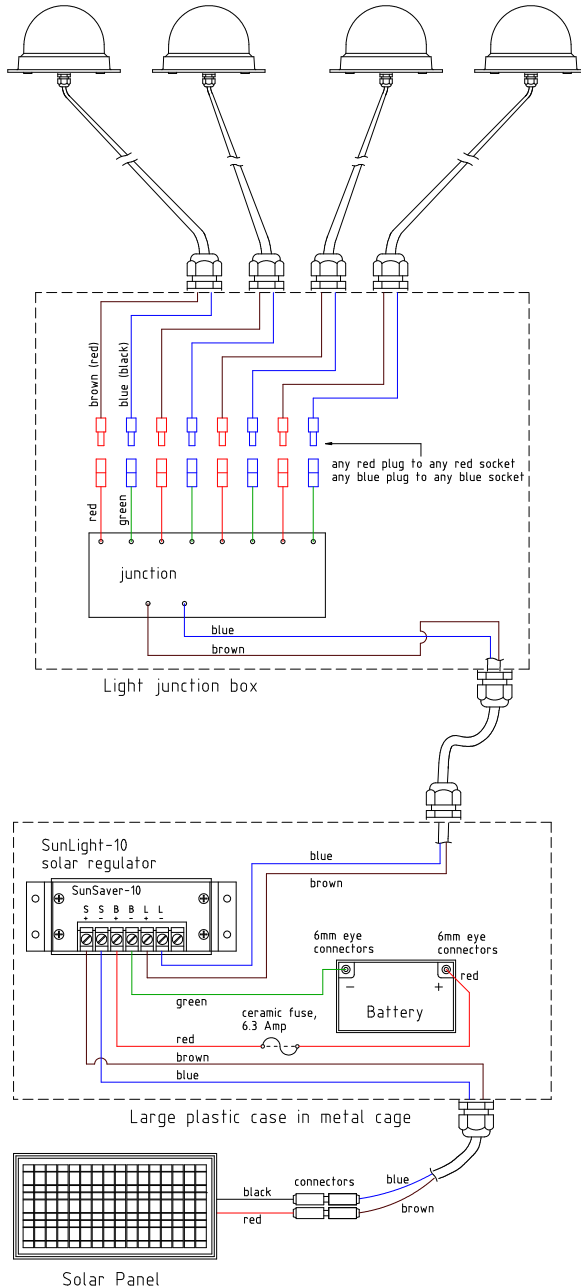 brown (red)
blue (black)
any red plug to any red socket
any blue plug to any blue socket
red
green
junction
blue
brown
Light junction box
SunLight-10
solar regulator
blue
brown
SunSaver-10
S S B B L L
+ - + - + -
6mm eye
connectors
6mm eye
connectors
red
- +
Battery
green
ceramic fuse,
6.3 Amp
red
brown
blue
Large plastic case in metal cage
connectors
blue
black
red
brown
Solar Panel